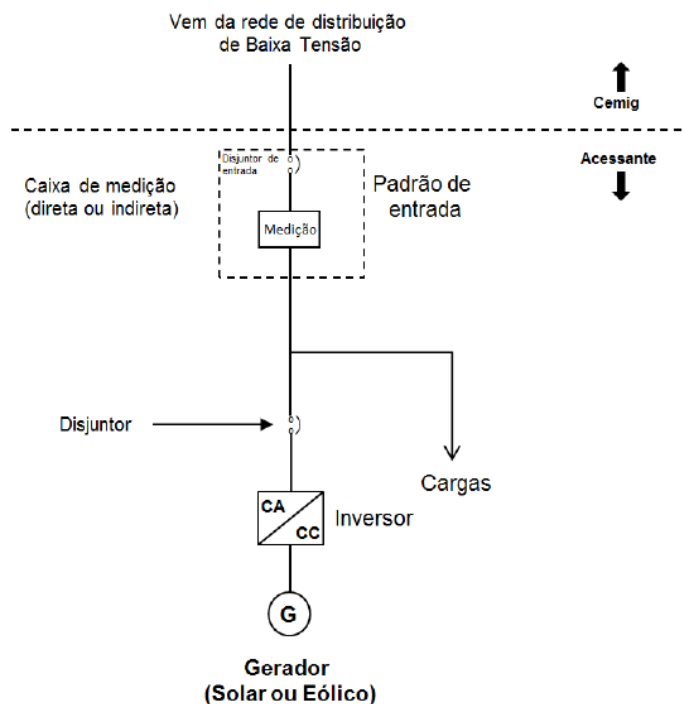 Vem da rede de distribuição
de Baixa Tensão
Cemig
Disjuntor de
entrada
Acessante
Caixa de medição
(direta ou indireta)
Padrão de
entrada
Medição
Disjuntor
Cargas
CA
CC
Inversor
G
Gerador
(Solar ou Eólico)